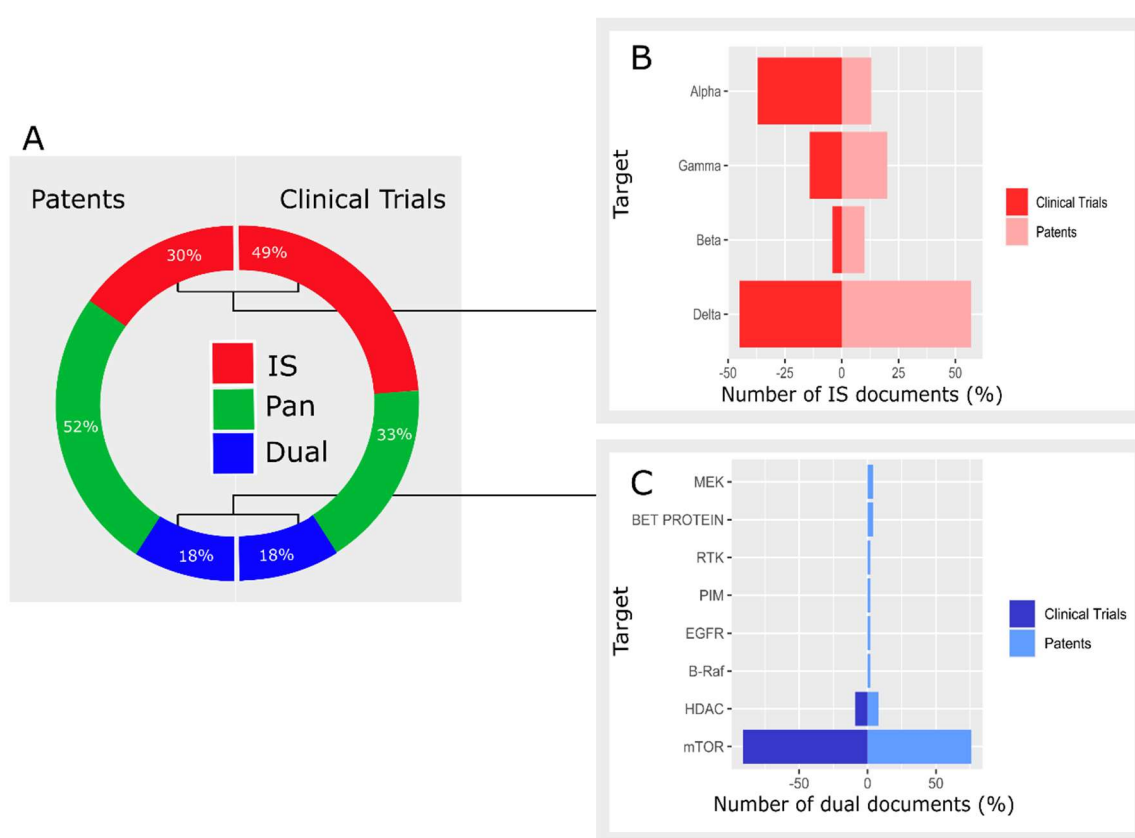 A
Patents
Clinical Trials
30%
49%
52%
33%
18%
18%
IS
Pan
Dual
B
Target
Alpha
Gamma
Beta
Delta
-50
-25
0
25
50
Number of IS documents (%)
Clinical Trials
Patents
C
Target
MEK
BET PROTEIN
RTK
PIM
EGFR
B-Raf
HDAC
mTOR
-50
0
50
Number of dual documents (%)
Clinical Trials
Patents